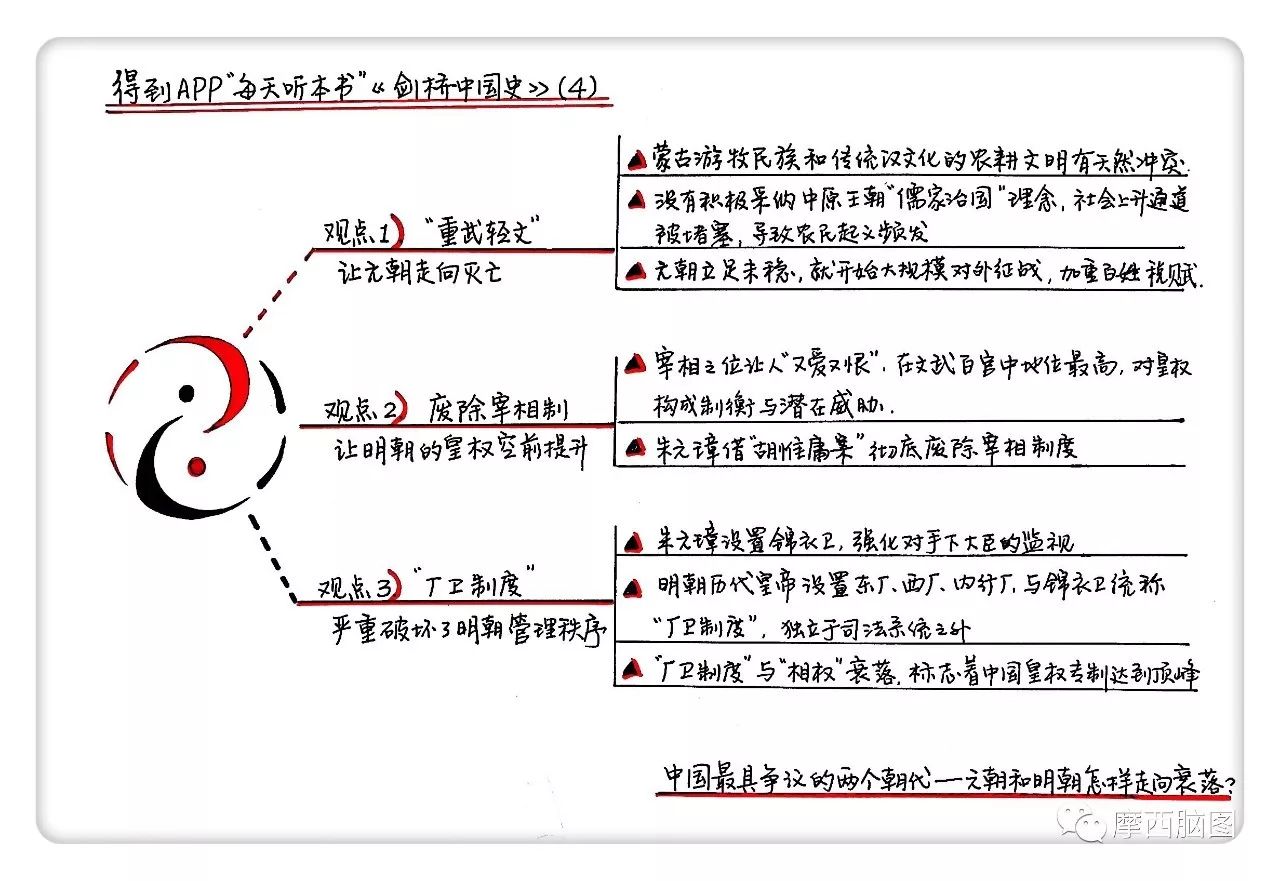 得到APP“每天听本书”《剑桥中国史》(4)
蒙古游牧民族和传统汉文化的农耕文明有天然冲突.
没有积极采纳中原王朝“儒家治国”理念，社会上升通道
被堵塞，导致农民起义频发
元朝立足未稳，就开始大规模对外征战，加重百姓税赋.
观点1）“重武轻文”
让元朝走向灭亡
宰相之位让人“又爱又恨”，在文武百官中地位最高，对皇权
构成制衡与潜在威胁.
朱元璋借“胡惟庸案”彻底废除宰相制度
观点2）废除宰相制
让明朝的皇权空前提升
朱元璋设置锦衣卫，强化对手下大臣的监视
明朝历代皇帝设置东厂、西厂、内行厂，与锦衣卫统称
“厂卫制度”，独立于司法系统之外
“厂卫制度”与“相权”衰落，标志着中国皇权专制达到顶峰
观点3）“厂卫制度”
严重破坏了明朝管理秩序
中国最具争议的两个朝代——元朝和明朝怎样走向衰落？
摩西脑图